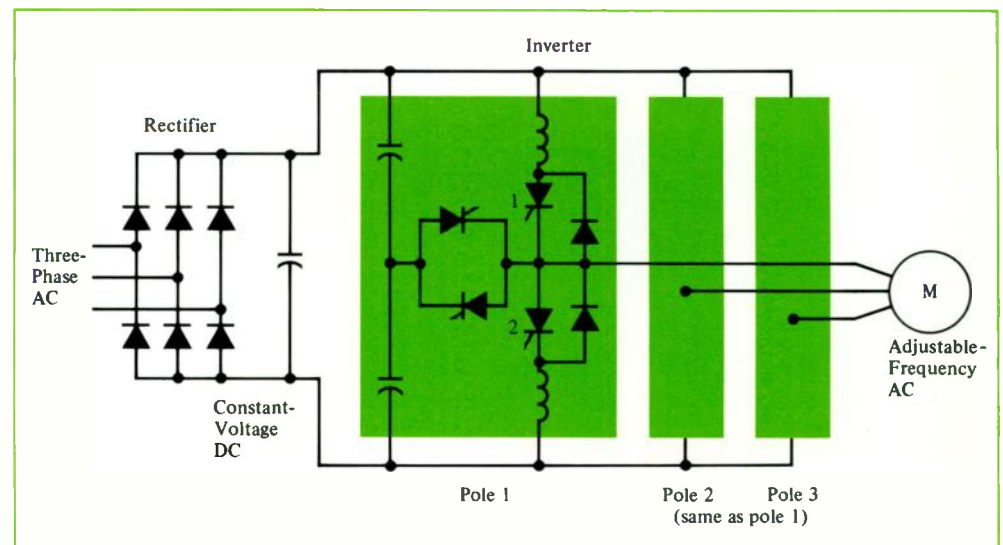 Inverter
Rectifier
Three-
Phase
AC
1
2
M
Adjustable-
Frequency
AC
Constant-
Voltage
DC
Pole 1
Pole 2
Pole 3
(same as pole 1)